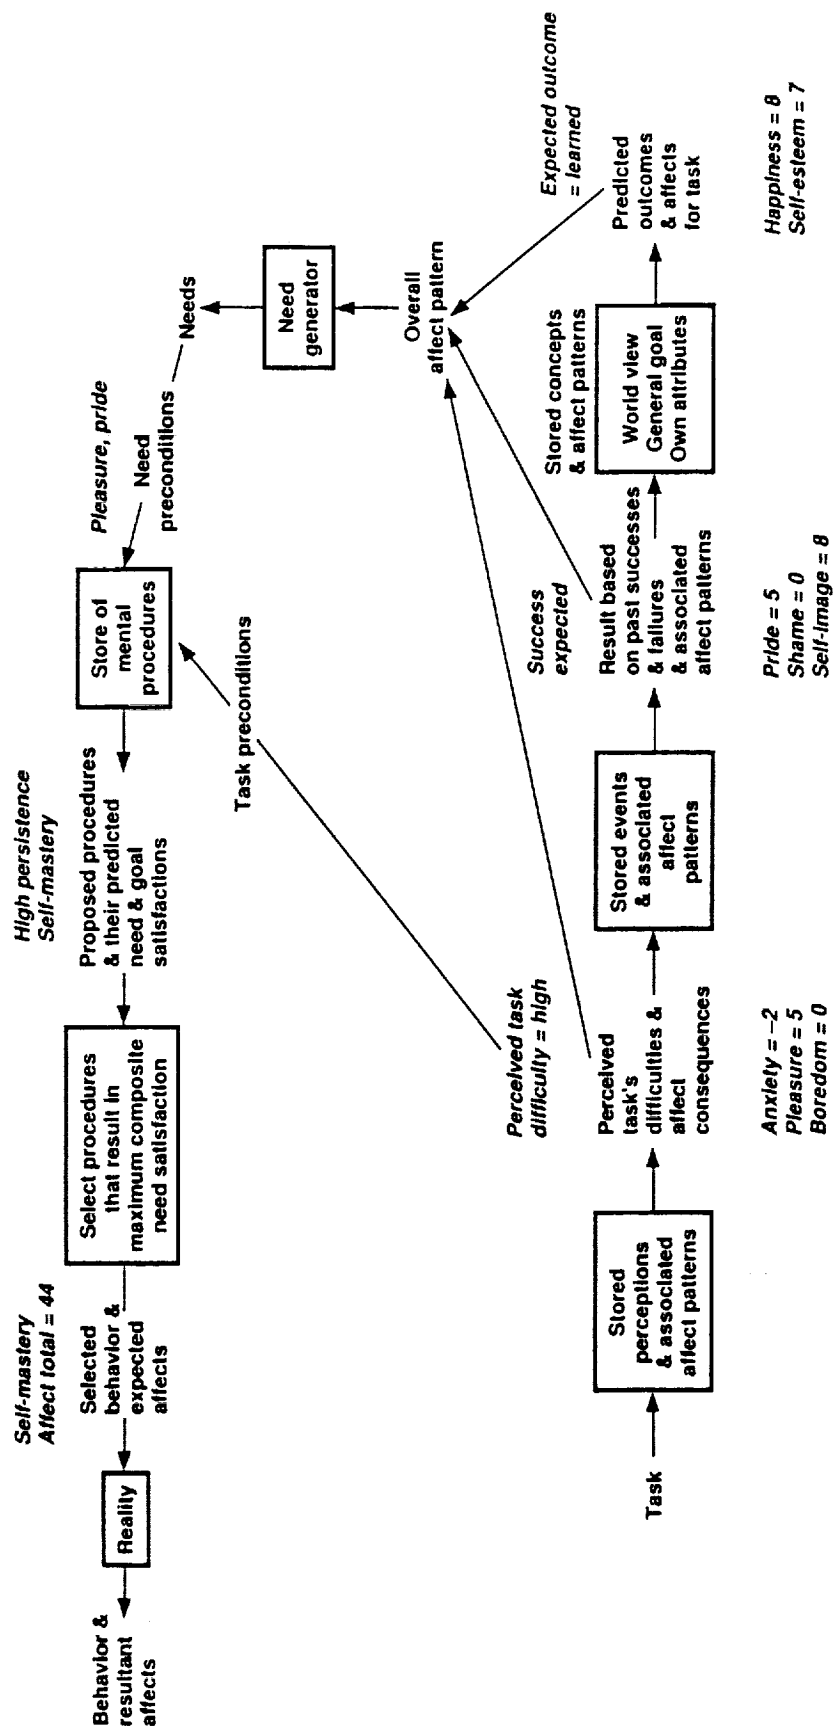 Behavior &
resultant
affects
Reality
Self-mastery
Affect total = 44
Selected
behavior &
expected
affects
Select procedures
that result in
maximum composite
need satisfaction
High persistence
Self-mastery
Proposed procedures
& their predicted
need & goal
satisfactions
Store of
mental
procedures
Pleasure, pride
Need
preconditions
Needs
Task preconditions
Need
generator
Overall
affect pattern
Task
Stored
perceptions
& associated
affect patterns
Perceived task
difficulty = high
Perceived
task's
difficulties &
affect
consequences
Anxiety = -2
Pleasure = 5
Boredom = 0
Stored events
& associated
affect
patterns
Success
expected
Result based
on past successes
& failures
& associated
affect patterns
Pride = 5
Shame = 0
Self-Image = 8
Stored concepts
& affect patterns
World view
General goal
Own attributes
Expected outcome
= learned
Predicted
outcomes
& affects
for task
Happiness = 8
Self-esteem = 7